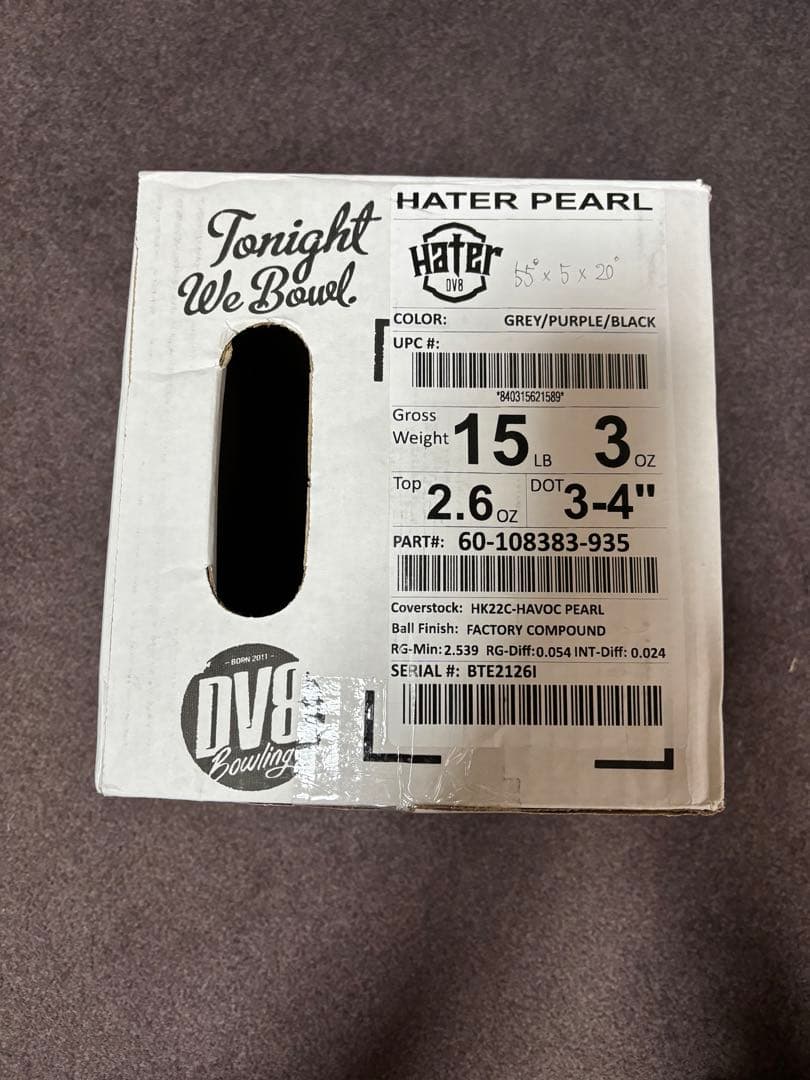 Tonight
We Bowl.
HATER PEARL
Hater
DV8
55° x 5 x 20°
COLOR: GREY/PURPLE/BLACK
UPC #:
*840315621589*
Gross
Weight 15 LB 3 OZ
Top 2.6 OZ DOT 3-4"
PART#: 60-108383-935
Coverstock: HK22C-HAVOC PEARL
Ball Finish: FACTORY COMPOUND
RG-Min: 2.539 RG-Diff: 0.054 INT-Diff: 0.024
SERIAL #: BTE2126I
- BORN 2011 -
DV8
Bowling